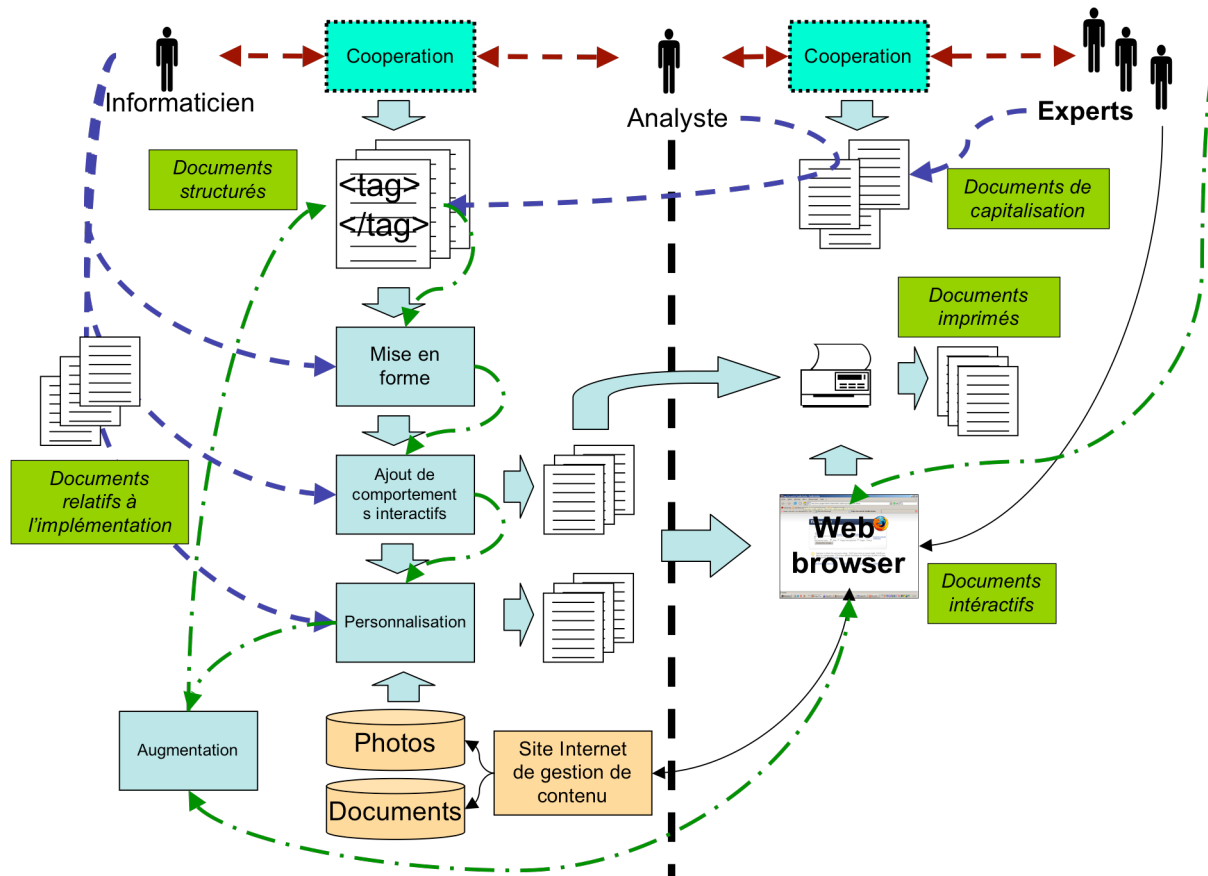 Cooperation
Cooperation
Informaticien
Analyste
Experts
Documents
structurés
<tag>
</tag>
Documents de
capitalisation
Documents
imprimés
Mise en
forme
Documents
relatifs à
l'implémentation
Ajout de
comportement
s interactifs
Web
browser
Documents
intéractifs
Personnalisation
Augmentation
Photos
Documents
Site Internet
de gestion de
contenu